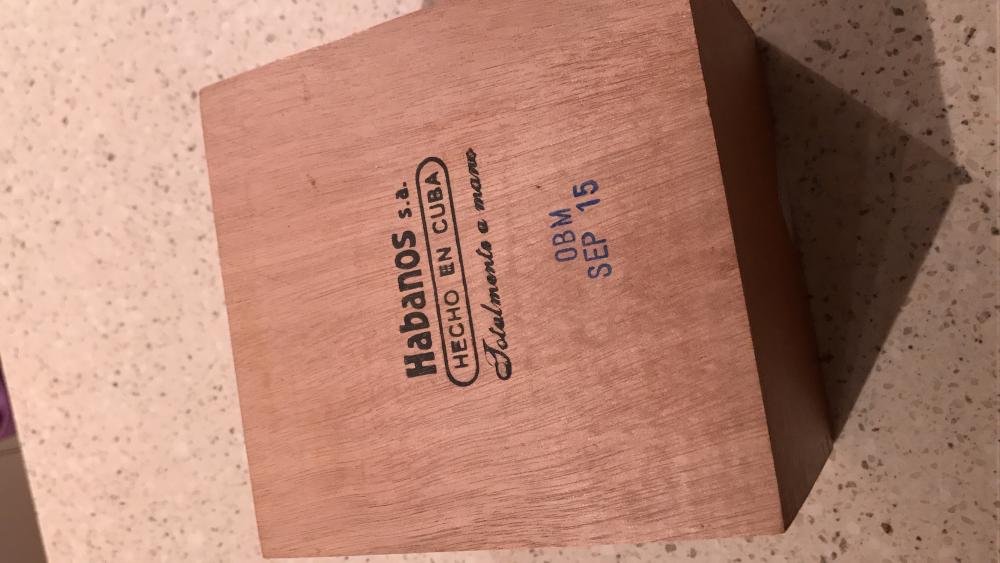 Habanos s.a.
HECHO EN CUBA
Totalmente a mano
OBM
SEP 15